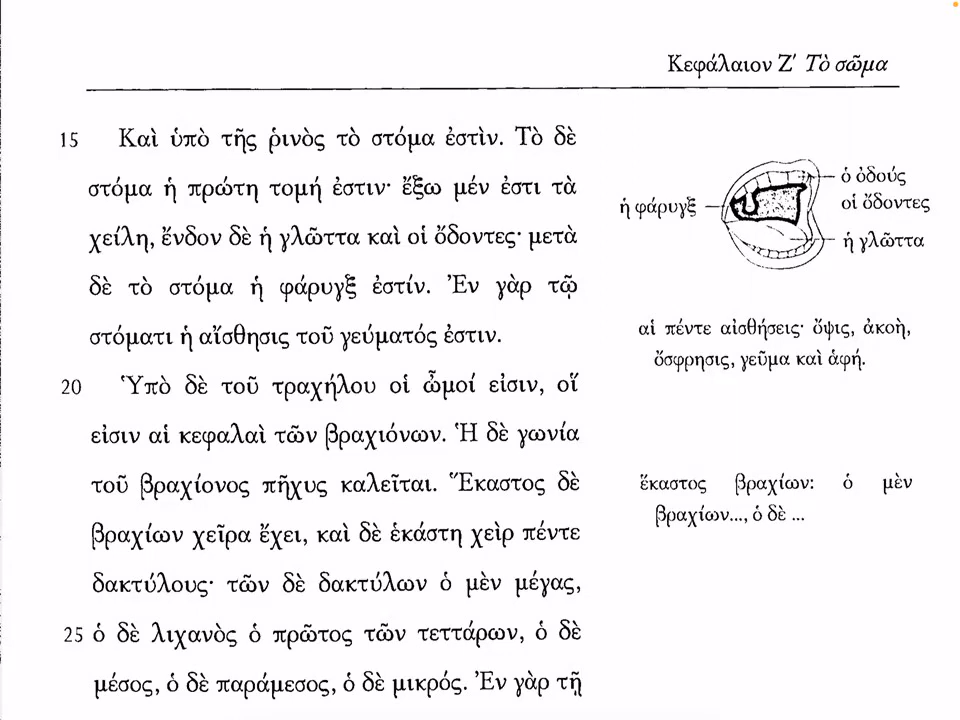 Κεφάλαιον Ζ' Τὸ σῶμα
15 Καὶ ὑπὸ τῆς ῥινὸς τὸ στόμα ἐστὶν. Τὸ δὲ
στόμα ἡ πρώτη τομή ἐστιν· ἔξω μέν ἐστι τὰ
χείλη, ἔνδον δὲ ἡ γλῶττα καὶ οἱ ὄδοντες· μετὰ
δὲ τὸ στόμα ἡ φάρυγξ ἐστίν. Ἐν γὰρ τῷ
στόματι ἡ αἴσθησις τοῦ γεύματός ἐστιν.
20 Ὑπὸ δὲ τοῦ τραχήλου οἱ ὦμοί εἰσιν, οἵ
εἰσιν αἱ κεφαλαὶ τῶν βραχιόνων. Ἡ δὲ γωνία
τοῦ βραχίονος πῆχυς καλεῖται. Ἕκαστος δὲ
βραχίων χεῖρα ἔχει, καὶ δὲ ἑκάστη χεὶρ πέντε
δακτύλους· τῶν δὲ δακτύλων ὁ μὲν μέγας,
25 ὁ δὲ λιχανὸς ὁ πρῶτος τῶν τεττάρων, ὁ δὲ
μέσος, ὁ δὲ παράμεσος, ὁ δὲ μικρός. Ἐν γὰρ τῇ
ἡ φάρυγξ
ὁ ὀδούς
οἱ ὄδοντες
ἡ γλῶττα
αἱ πέντε αἰσθήσεις· ὄψις, ἀκοὴ,
ὄσφρησις, γεῦμα καὶ ἁφή.
ἕκαστος βραχίων: ὁ μὲν
βραχίων..., ὁ δὲ ...